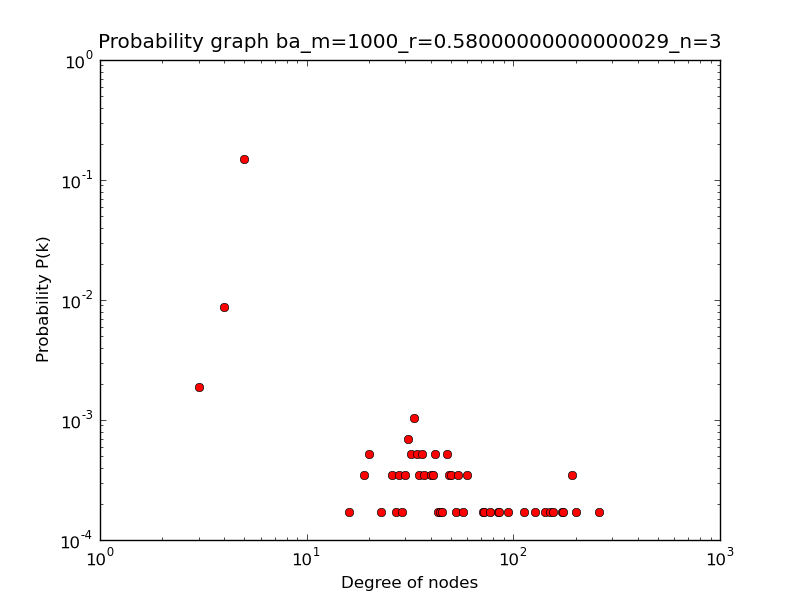 Probability graph ba_m=1000_r=0.58000000000000029_n=3
10^0
10^-1
10^-2
10^-3
10^-4
Probability P(k)
10^0 10^1 10^2 10^3
Degree of nodes